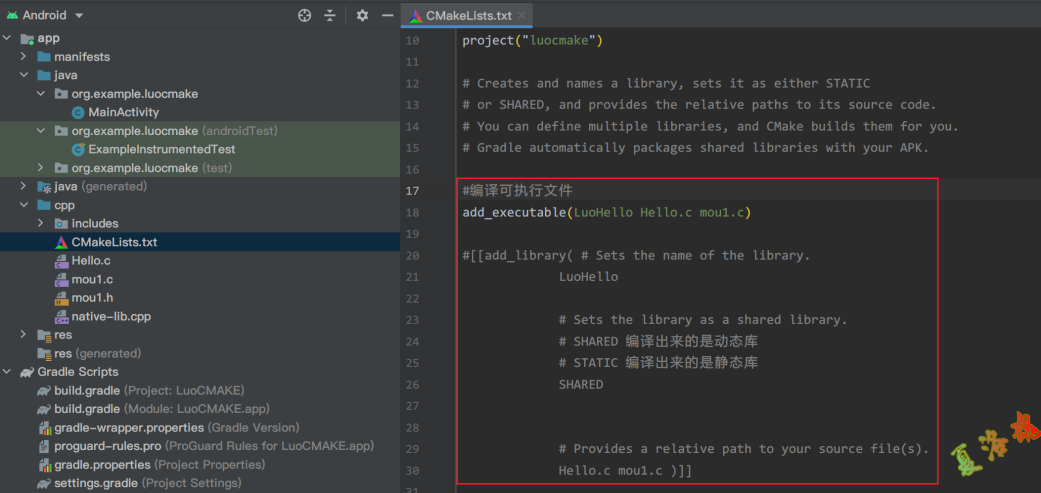 Android
CMakeLists.txt
app
manifests
java
org.example.luocmake
MainActivity
org.example.luocmake (androidTest)
ExampleInstrumentedTest
org.example.luocmake (test)
java (generated)
cpp
includes
CMakeLists.txt
Hello.c
mou1.c
mou1.h
native-lib.cpp
res
res (generated)
Gradle Scripts
build.gradle (Project: LuoCMAKE)
build.gradle (Module: LuoCMAKE.app)
gradle-wrapper.properties (Gradle Version)
proguard-rules.pro (ProGuard Rules for LuoCMAKE.app)
gradle.properties (Project Properties)
settings.gradle (Project Settings)
10 project("luocmake")
11
12 # Creates and names a library, sets it as either STATIC
13 # or SHARED, and provides the relative paths to its source code.
14 # You can define multiple libraries, and CMake builds them for you.
15 # Gradle automatically packages shared libraries with your APK.
16
17 #编译可执行文件
18 add_executable(LuoHello Hello.c mou1.c)
19
20 #[[add_library( # Sets the name of the library.
21 LuoHello
22
23 # Sets the library as a shared library.
24 # SHARED 编译出来的是动态库
25 # STATIC 编译出来的是静态库
26 SHARED
27
28
29 # Provides a relative path to your source file(s).
30 Hello.c mou1.c )]]
31
夏洛林